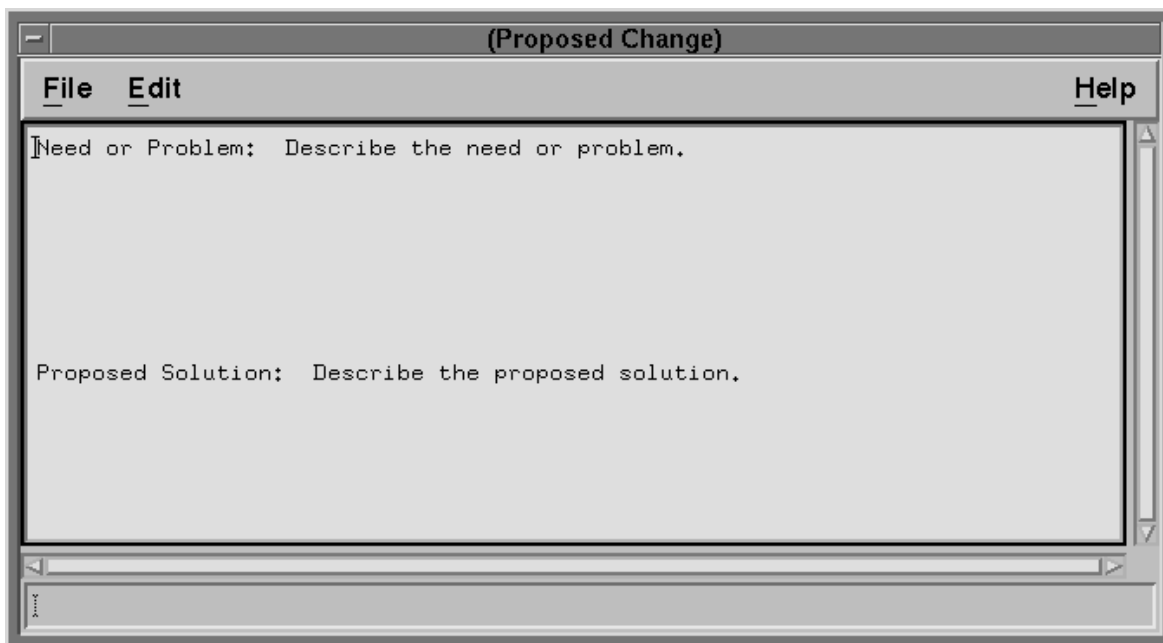 (Proposed Change)
File Edit Help
Need or Problem:  Describe the need or problem.
Proposed Solution:  Describe the proposed solution.